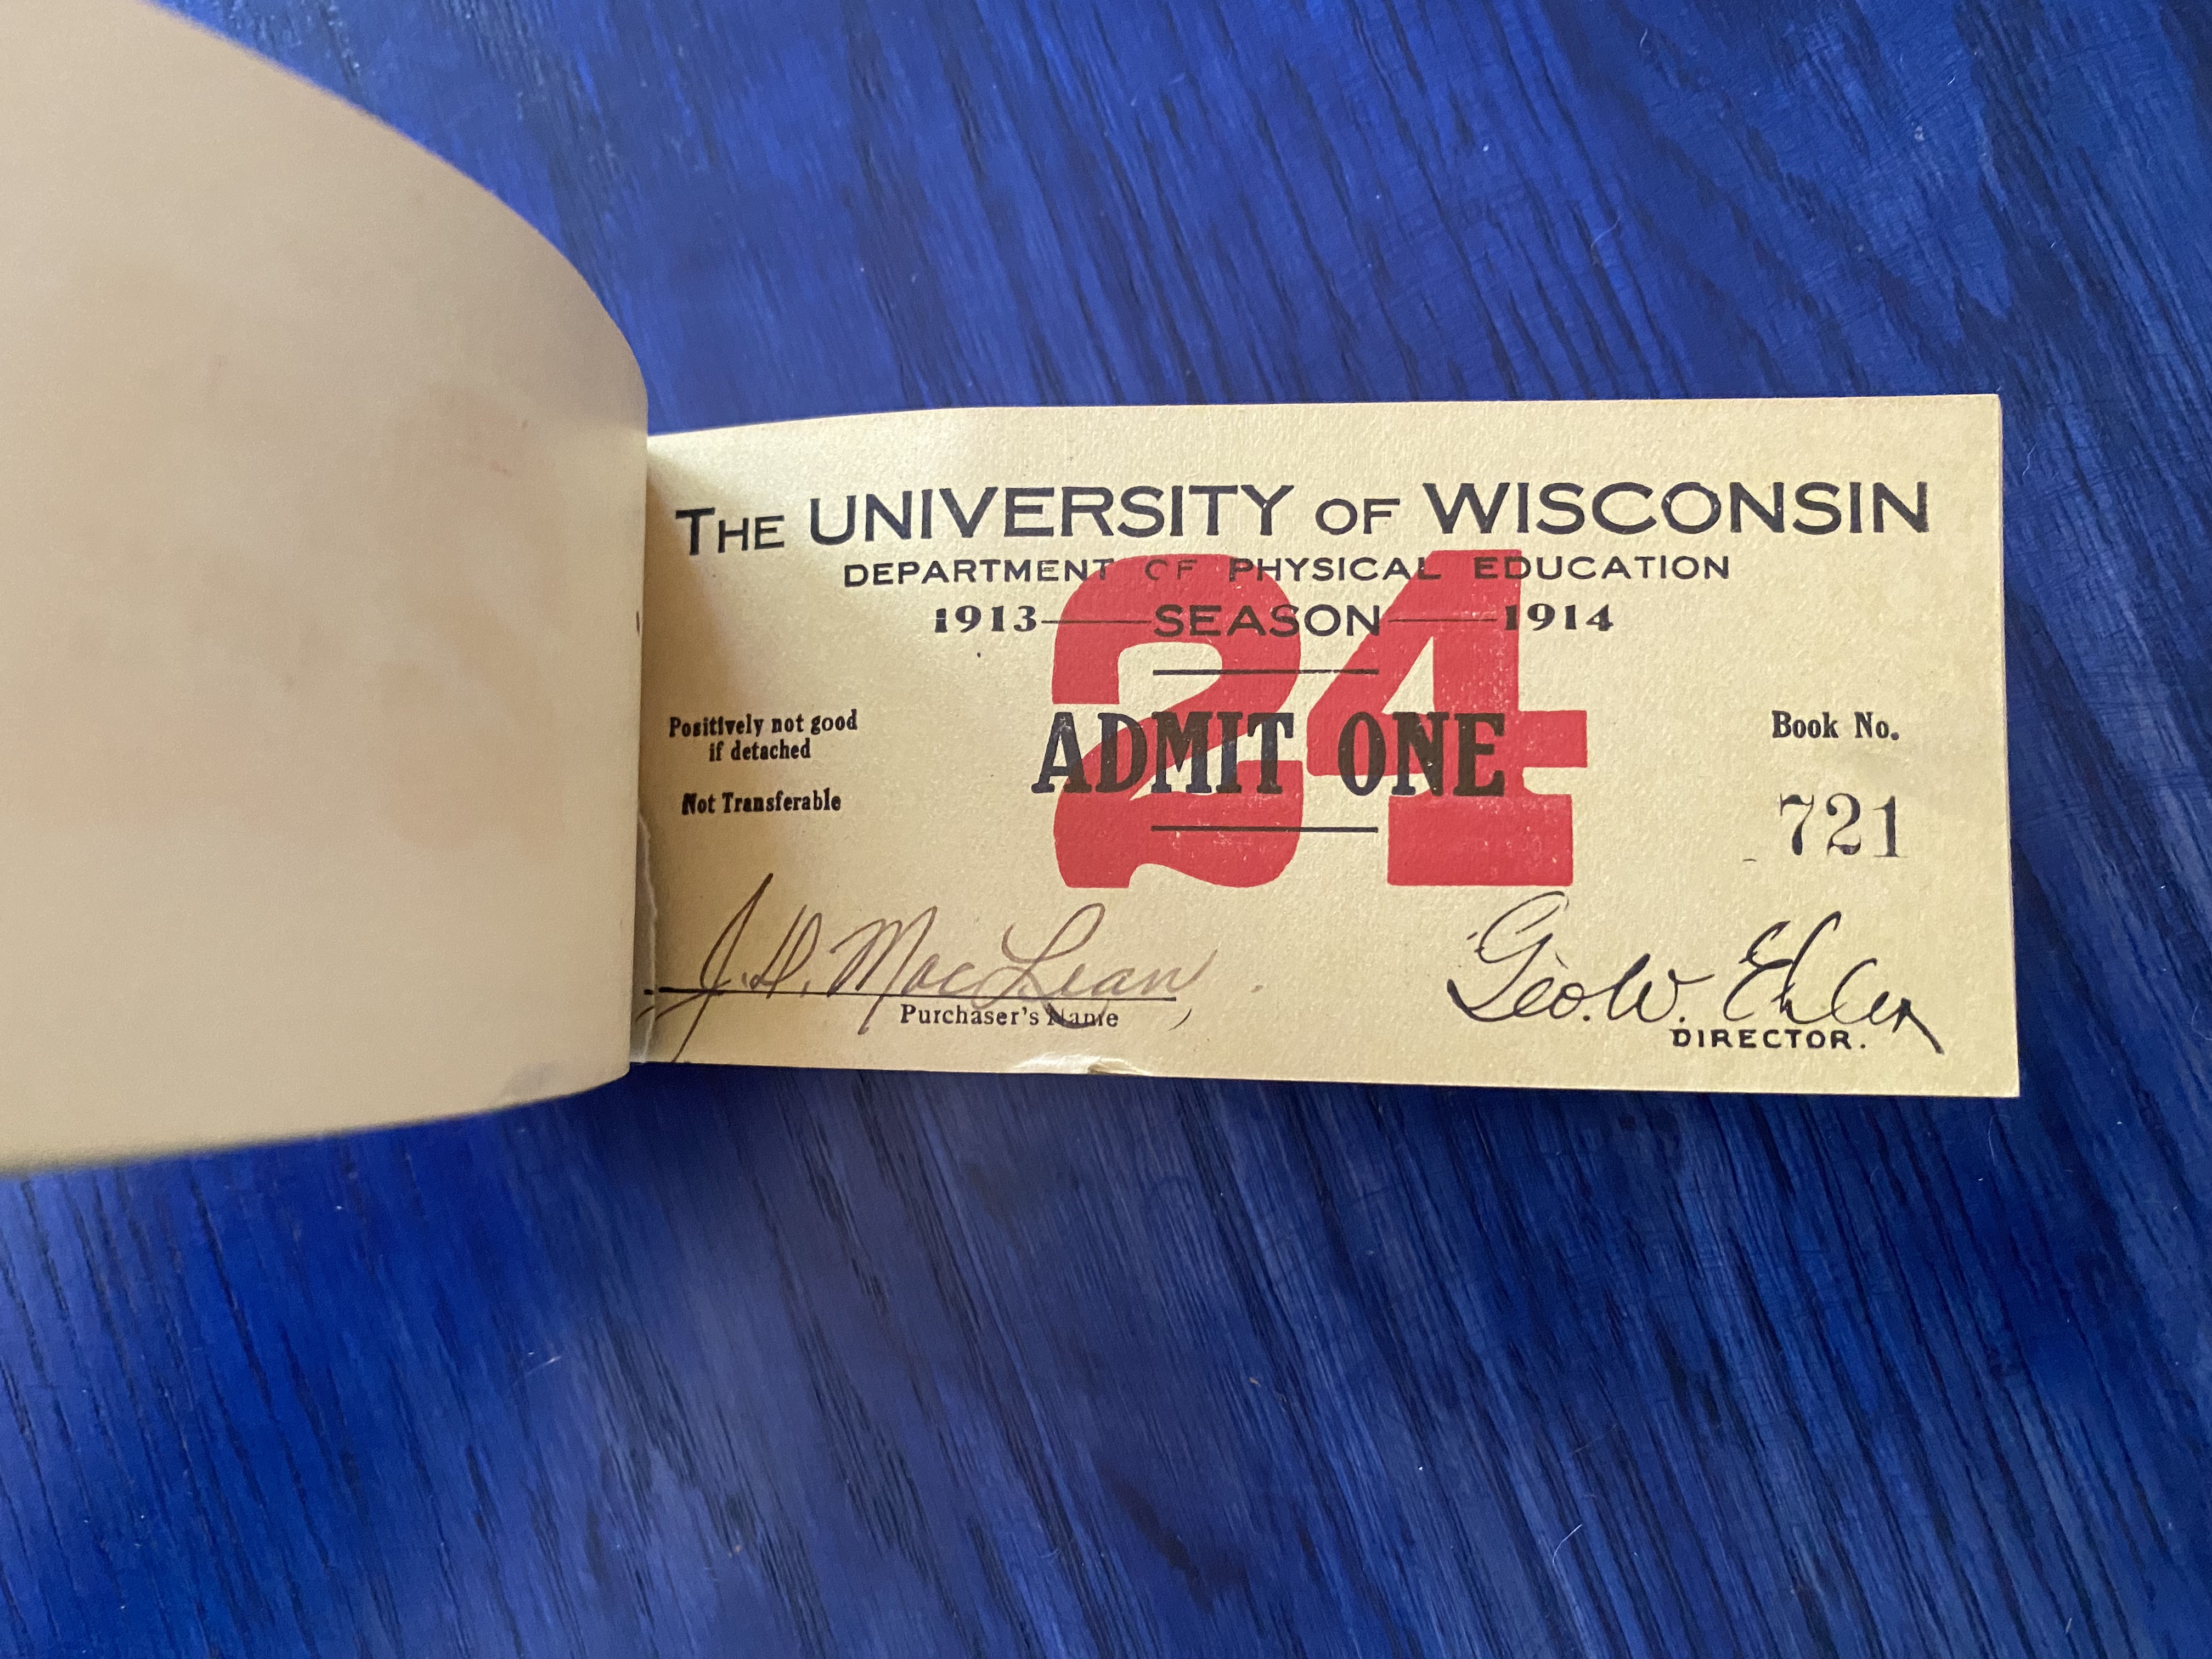 THE UNIVERSITY OF WISCONSIN
DEPARTMENT OF PHYSICAL EDUCATION
1913 SEASON 1914
24
Positively not good
if detached
Not Transferable
ADMIT ONE
Book No.
721
J. D. MacLean
Purchaser's Name
Geo. W. Ehler
DIRECTOR.